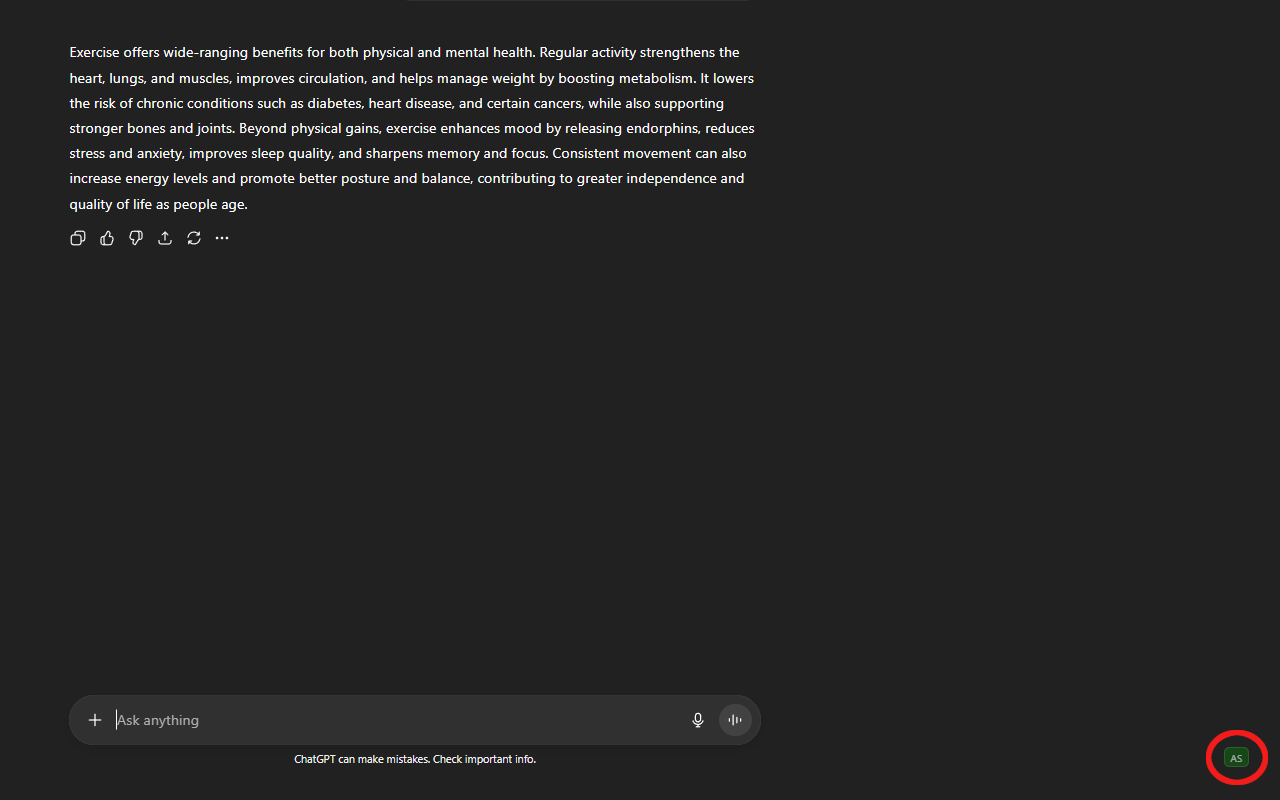 Exercise offers wide-ranging benefits for both physical and mental health. Regular activity strengthens the
heart, lungs, and muscles, improves circulation, and helps manage weight by boosting metabolism. It lowers
the risk of chronic conditions such as diabetes, heart disease, and certain cancers, while also supporting
stronger bones and joints. Beyond physical gains, exercise enhances mood by releasing endorphins, reduces
stress and anxiety, improves sleep quality, and sharpens memory and focus. Consistent movement can also
increase energy levels and promote better posture and balance, contributing to greater independence and
quality of life as people age.
Ask anything
ChatGPT can make mistakes. Check important info.
AS